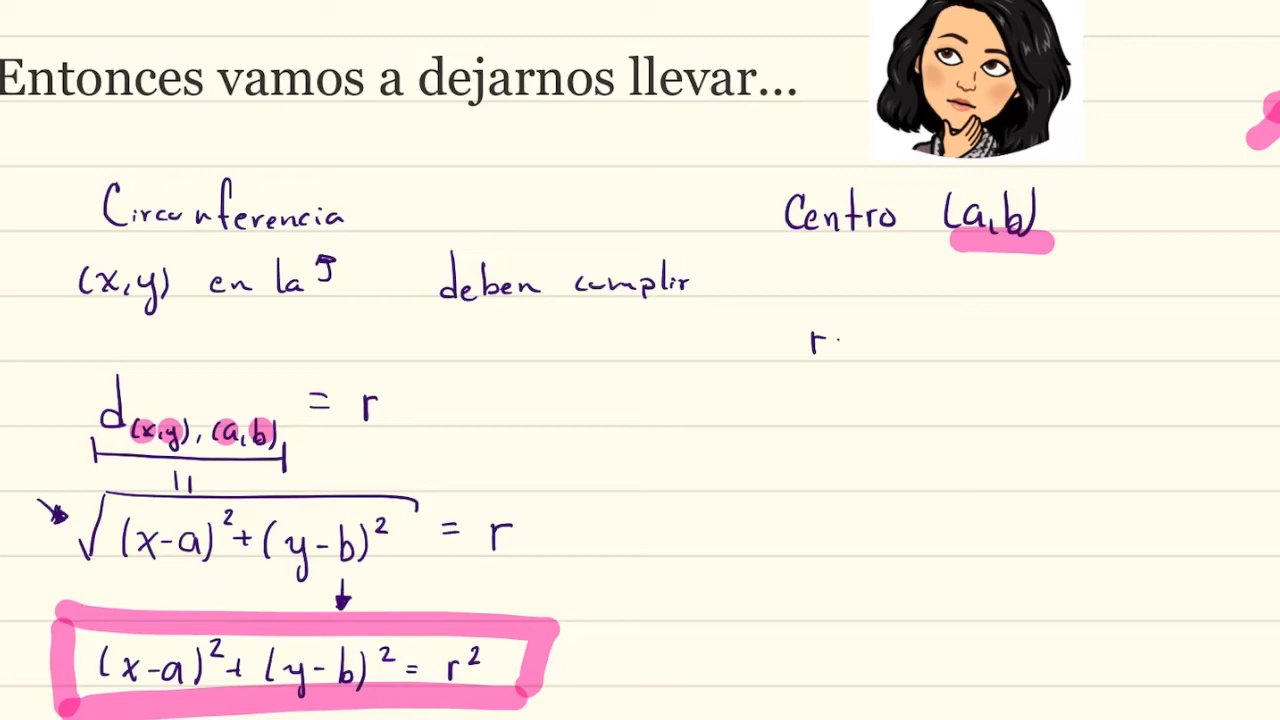 Entonces vamos a dejarnos llevar...
Circunferencia
Centro (a,b)
(x,y) en la
deben cumplir
r
d(x,y),(a,b) = r
√(x-a)²+(y-b)² = r
(x-a)²+(y-b)²= r²